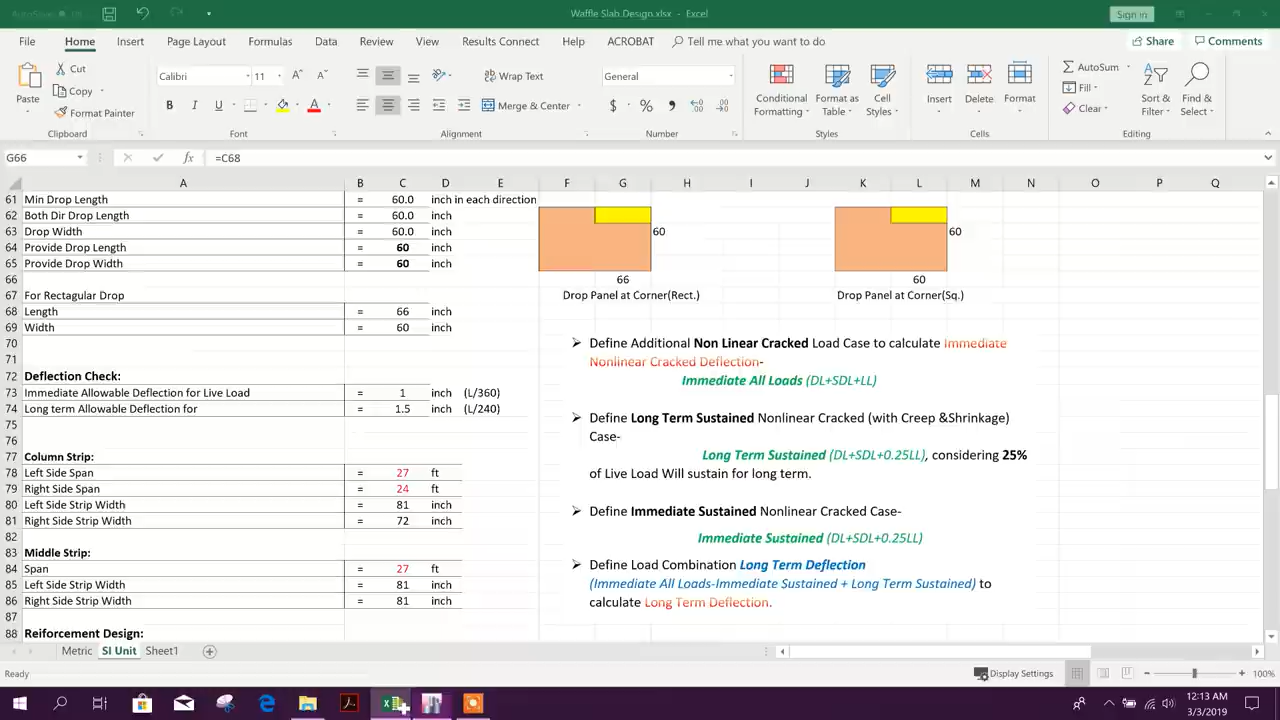 AutoSave
Waffle Slab Design.xlsx - Excel
Sign in
File Home Insert Page Layout Formulas Data Review View Results Connect Help ACROBAT Tell me what you want to do Share Comments
Paste
Cut
Copy
Format Painter
Clipboard
Calibri 11
B I U
Font
Wrap Text
Merge & Center
Alignment
General
$ % ,
Number
Conditional Formatting
Format as Table
Cell Styles
Styles
Insert Delete Format
Cells
AutoSum
Fill
Clear
Sort & Filter
Find & Select
Editing
G66 fx =C68
A B C D E F G H I J K L M N O P Q
61 Min Drop Length = 60.0 inch in each direction
62 Both Dir Drop Length = 60.0 inch
63 Drop Width = 60.0 inch 60 60
64 Provide Drop Length = 60 inch
65 Provide Drop Width = 60 inch
66 66 60
67 For Rectagular Drop Drop Panel at Corner(Rect.) Drop Panel at Corner(Sq.)
68 Length = 66 inch
69 Width = 60 inch
70
71
72 Deflection Check:
73 Immediate Allowable Deflection for Live Load = 1 inch (L/360)
74 Long term Allowable Deflection for = 1.5 inch (L/240)
75
76
77 Column Strip:
78 Left Side Span = 27 ft
79 Right Side Span = 24 ft
80 Left Side Strip Width = 81 inch
81 Right Side Strip Width = 72 inch
82
83 Middle Strip:
84 Span = 27 ft
85 Left Side Strip Width = 81 inch
86 Right Side Strip Width = 81 inch
87
88 Reiforcement Design:
➢ Define Additional Non Linear Cracked Load Case to calculate Immediate
Nonlinear Cracked Deflection-
Immediate All Loads (DL+SDL+LL)
➢ Define Long Term Sustained Nonlinear Cracked (with Creep &Shrinkage)
Case-
Long Term Sustained (DL+SDL+0.25LL), considering 25%
of Live Load Will sustain for long term.
➢ Define Immediate Sustained Nonlinear Cracked Case-
Immediate Sustained (DL+SDL+0.25LL)
➢ Define Load Combination Long Term Deflection
(Immediate All Loads-Immediate Sustained + Long Term Sustained) to
calculate Long Term Deflection.
Metric SI Unit Sheet1
Ready
Display Settings
100%
12:13 AM
3/3/2019